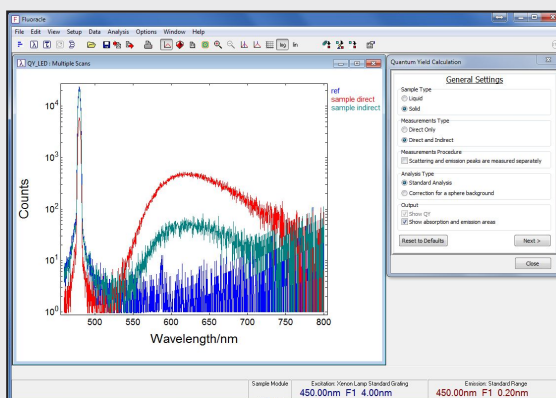 Fluoracle
File Edit View Setup Data Analysis Options Window Help
log lin
QY_LED : Multiple Scans
ref
sample direct
sample indirect
10⁴
10³
10²
10¹
10⁰
Counts
500 550 600 650 700 750 800
Wavelength/nm
Quantum Yield Calculation
General Settings
Sample Type
Liquid
Solid
Measurements Type
Direct Only
Direct and Indirect
Measurements Procedure
Scattering and emission peaks are measured separately
Analysis Type
Standard Analysis
Correction for a sphere background
Output
Show QY
Show absorption and emission areas
Reset to Defaults
Next >
Close
Sample Module
Excitation: Xenon Lamp Standard Grating
450.00nm F1 4.00nm
Emission: Standard Range
450.00nm F1 0.20nm